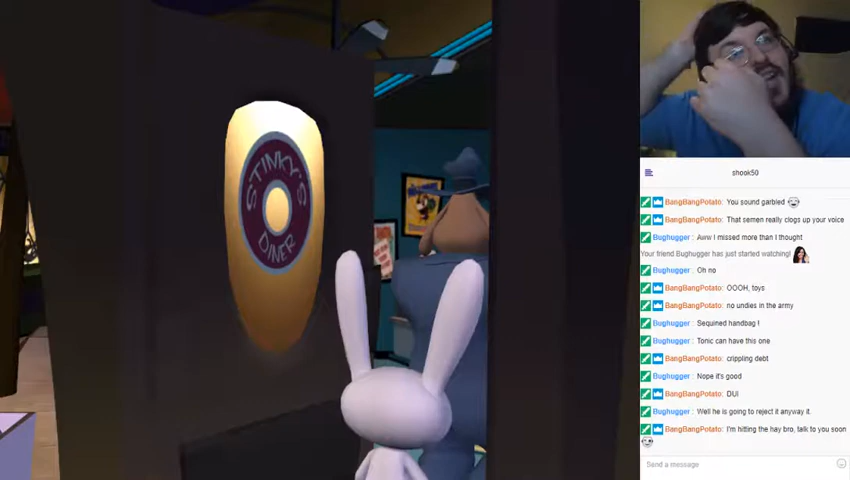 STINKY'S
DINER
shook50
BangBangPotato: You sound garbled
BangBangPotato: That semen really clogs up your voice
Bughugger: Aww I missed more than I thought
Your friend Bughugger has just started watching!
Bughugger: Oh no
BangBangPotato: OOOH, toys
BangBangPotato: no undies in the army
Bughugger: Sequined handbag !
Bughugger: Tonic can have this one
BangBangPotato: crippling debt
Bughugger: Nope it's good
BangBangPotato: DUI
Bughugger: Well he is going to reject it anyway it.
BangBangPotato: I'm hitting the hay bro, talk to you soon
Send a message